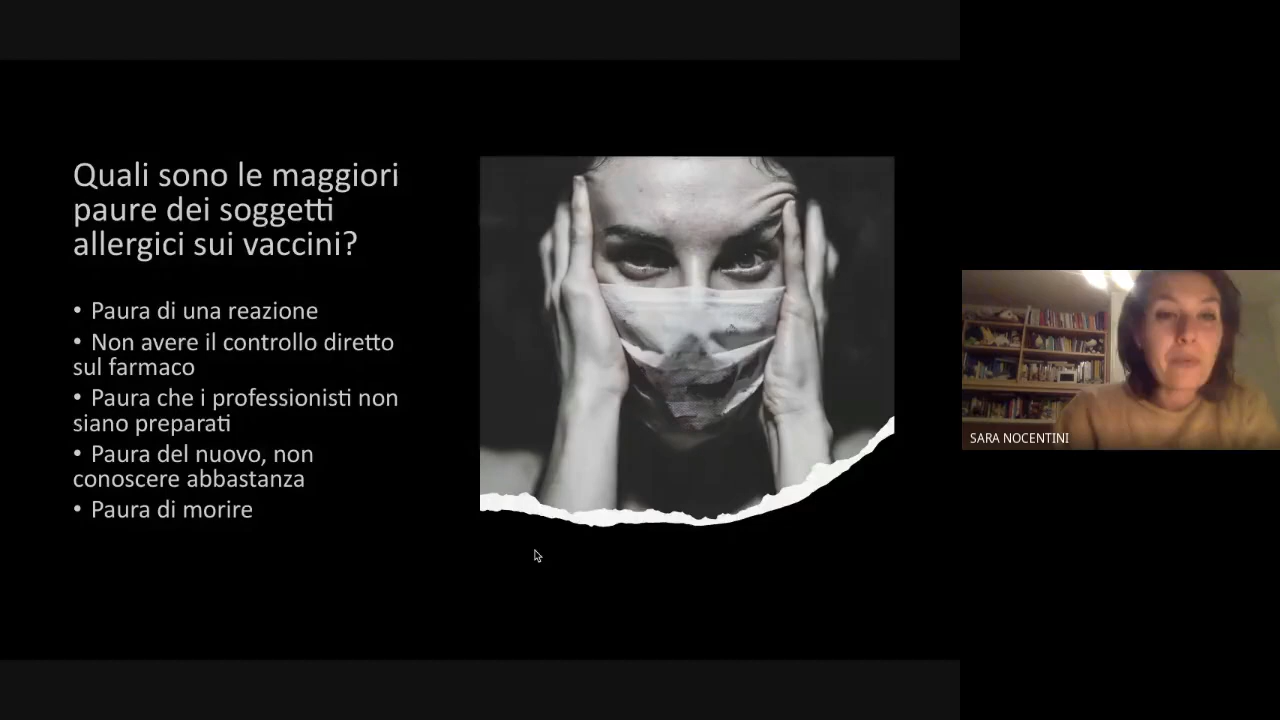 Quali sono le maggiori
paure dei soggetti
allergici sui vaccini?
• Paura di una reazione
• Non avere il controllo diretto
sul farmaco
• Paura che i professionisti non
siano preparati
• Paura del nuovo, non
conoscere abbastanza
• Paura di morire
SARA NOCENTINI